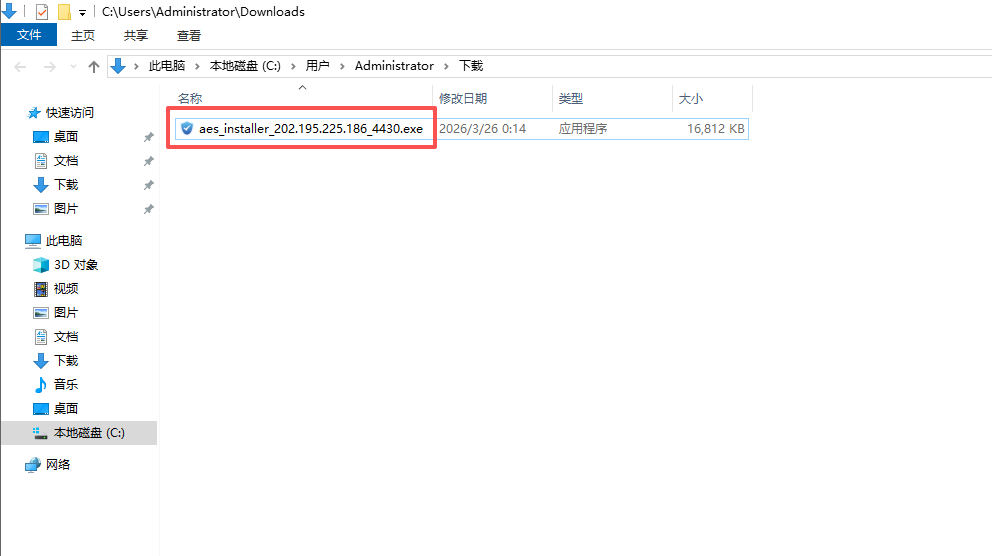 C:\Users\Administrator\Downloads
文件 主页 共享 查看
此电脑 › 本地磁盘 (C:) › 用户 › Administrator › 下载
名称 修改日期 类型 大小
aes_installer_202.195.225.186_4430.exe 2026/3/26 0:14 应用程序 16,812 KB
快速访问
桌面
文档
下载
图片
此电脑
3D 对象
视频
图片
文档
下载
音乐
桌面
本地磁盘 (C:)
网络